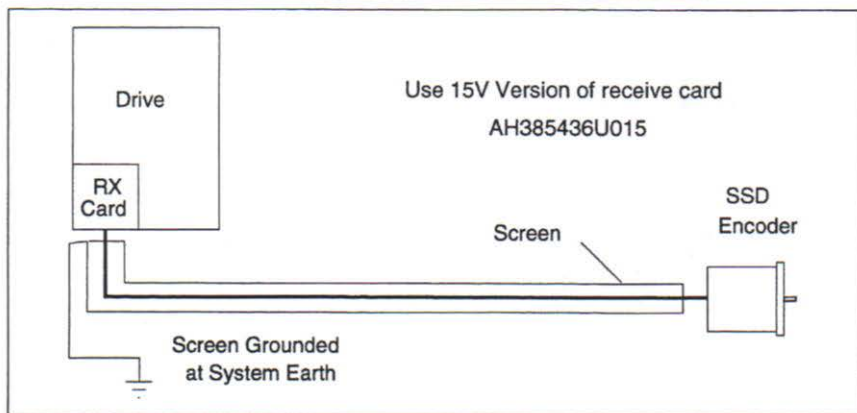 Drive
Use 15V Version of receive card
AH385436U015
RX
Card
SSD
Encoder
Screen
Screen Grounded
at System Earth